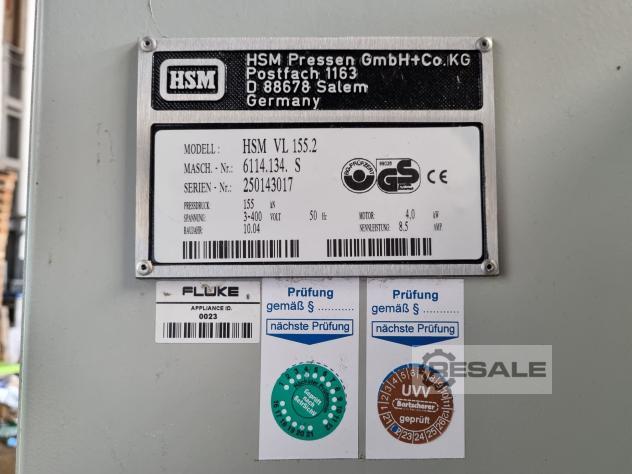 HSM
HSM Pressen GmbH+Co.KG
Postfach 1163
D 88678 Salem
Germany
MODELL: HSM VL 155.2
MASCH. - Nr.: 6114.134. S
SERIEN - Nr.: 250143017
PRESSDRUCK: 155 kN
SPANNUNG: 3-400 VOLT 50 Hz MOTOR: 4,0 kW
BAUJAHR: 10.04 NENNLEISTUNG: 8.5 AMP.
GS
CE
FLUKE
APPLIANCE ID.
0023
Prüfung
gemäß § ...........
nächste Prüfung
Geprüft
nach
Prüfung
gemäß § ...........
nächste Prüfung
UVV
Bartscherer
geprüft
RESALE